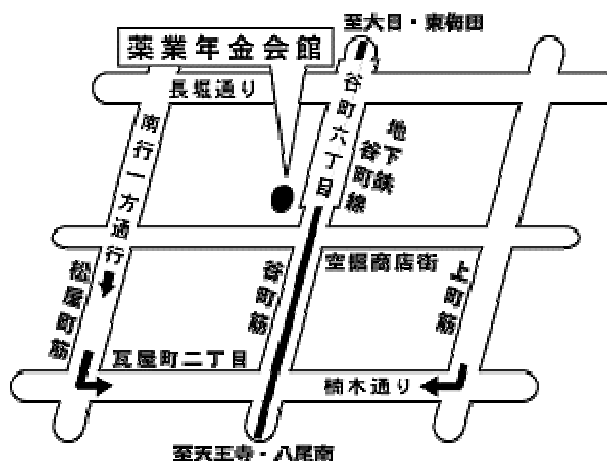 至大日・東梅田
薬業年金会館
長堀通り
谷町六丁目
地下鉄
谷町線
南行一方通行
空堀商店街
松屋町筋
谷町筋
上町筋
瓦屋町二丁目
楠木通り
至天王寺・八尾南